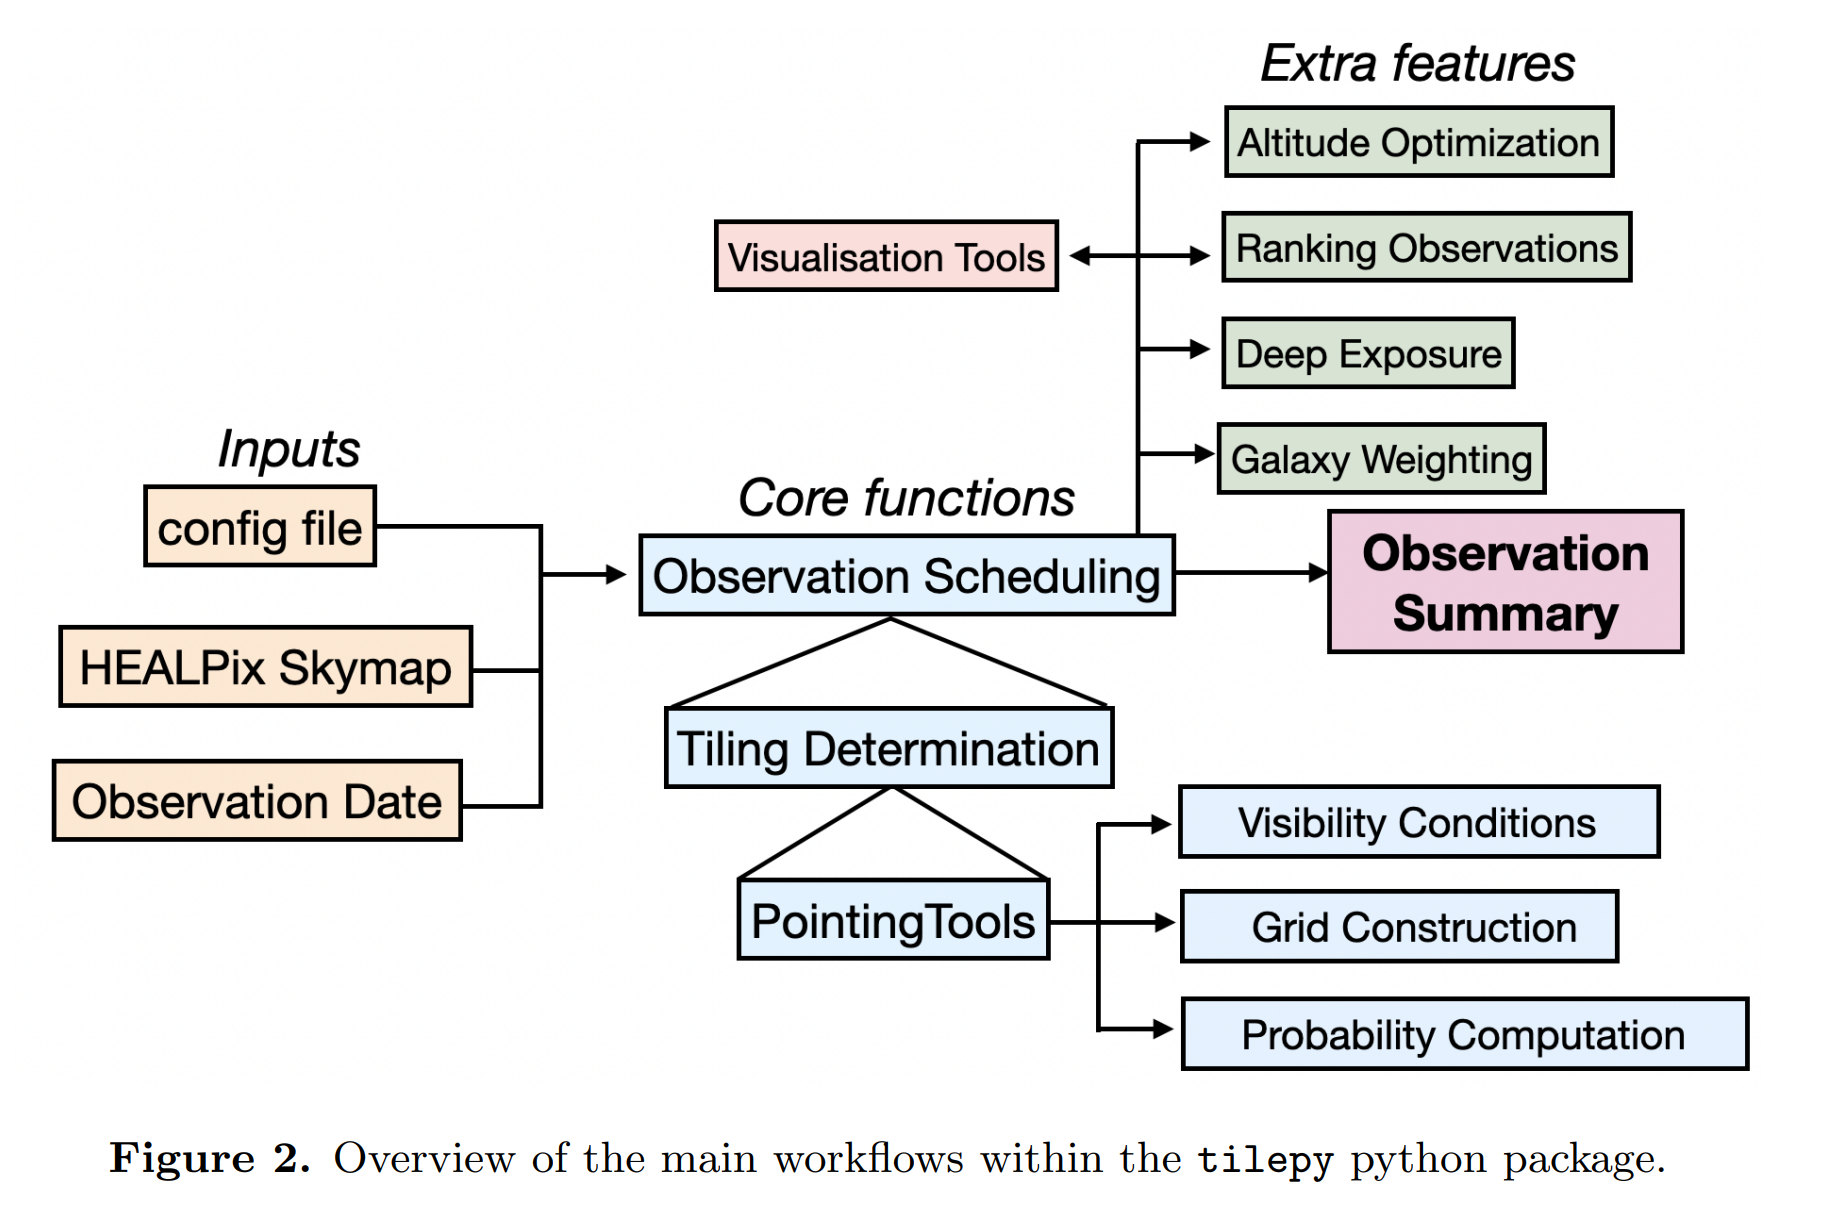 Extra features
Altitude Optimization
Visualisation Tools
Ranking Observations
Deep Exposure
Galaxy Weighting
Inputs
config file
HEALPix Skymap
Observation Date
Core functions
Observation Scheduling
Observation
Summary
Tiling Determination
PointingTools
Visibility Conditions
Grid Construction
Probability Computation
Figure 2. Overview of the main workflows within the tilepy python package.